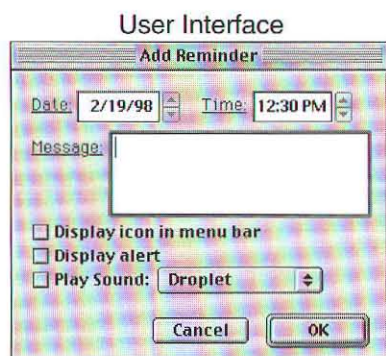 User Interface
Add Reminder
Date: 2/19/98 Time: 12:30 PM
Message:
Display icon in menu bar
Display alert
Play Sound: Droplet
Cancel OK